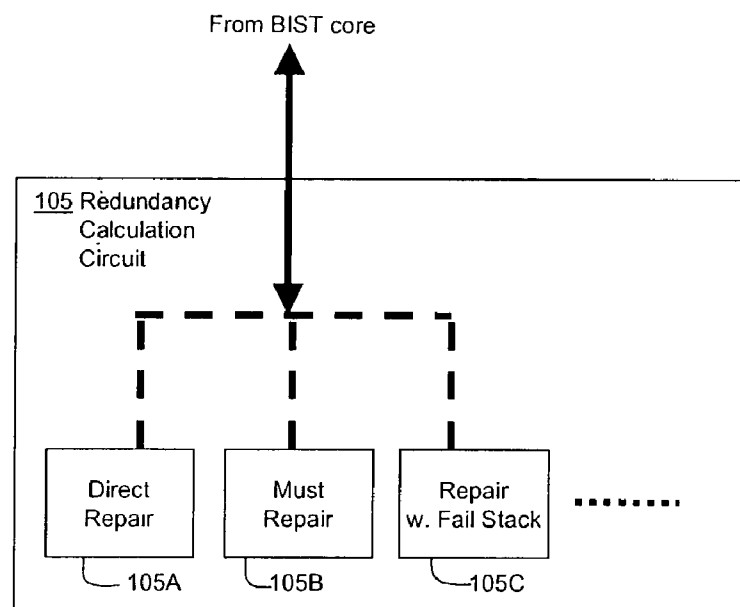 From BIST core
105 Redundancy
Calculation
Circuit
Direct
Repair
Must
Repair
Repair
w. Fail Stack
105A
105B
105C